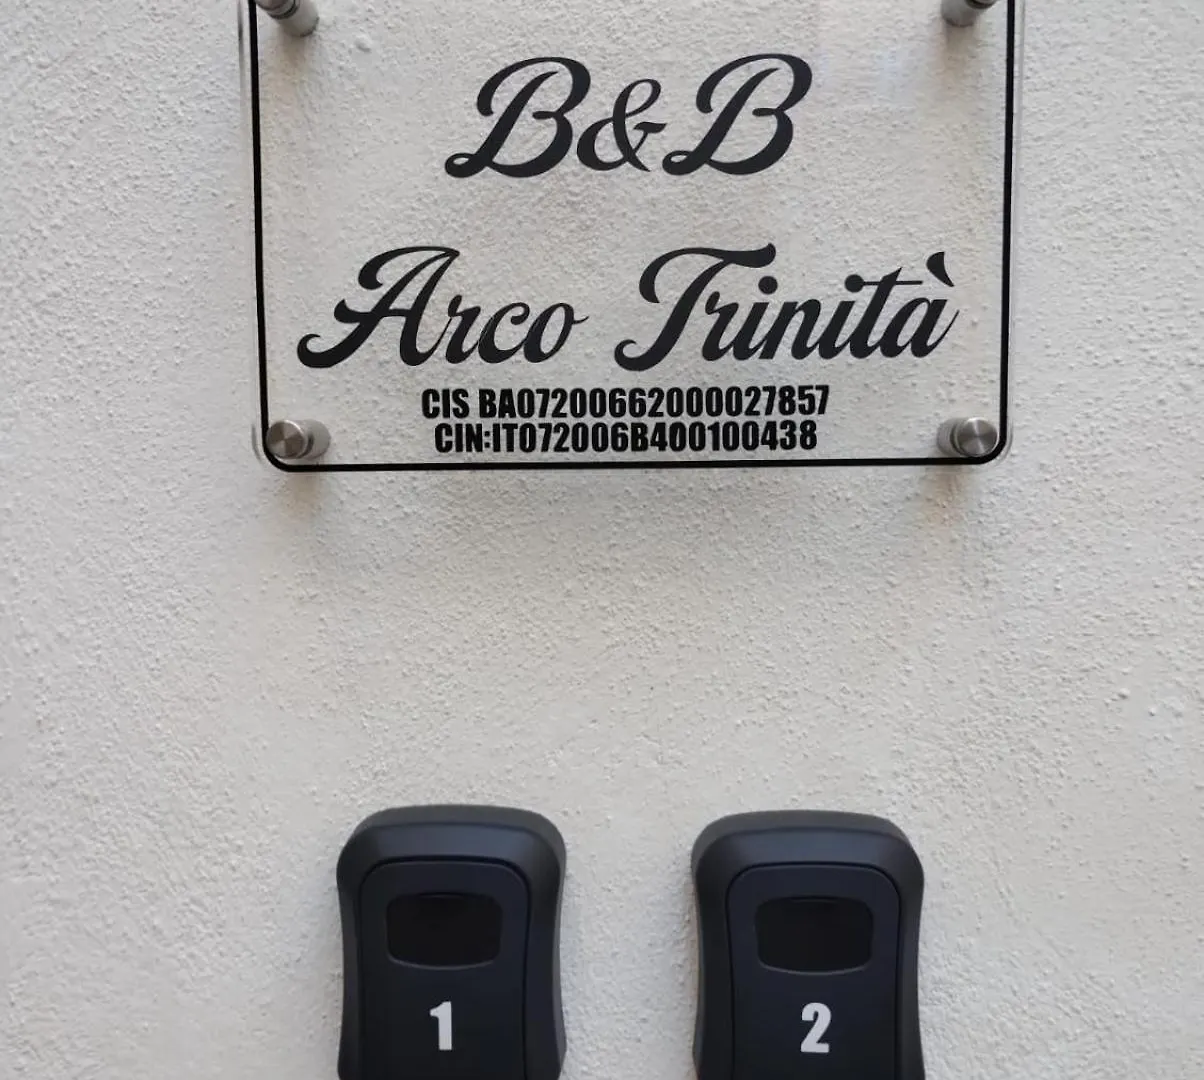 B&B
Arco Trinità
CIS BA07200662000027857
CIN:IT072006B400100438
1
2